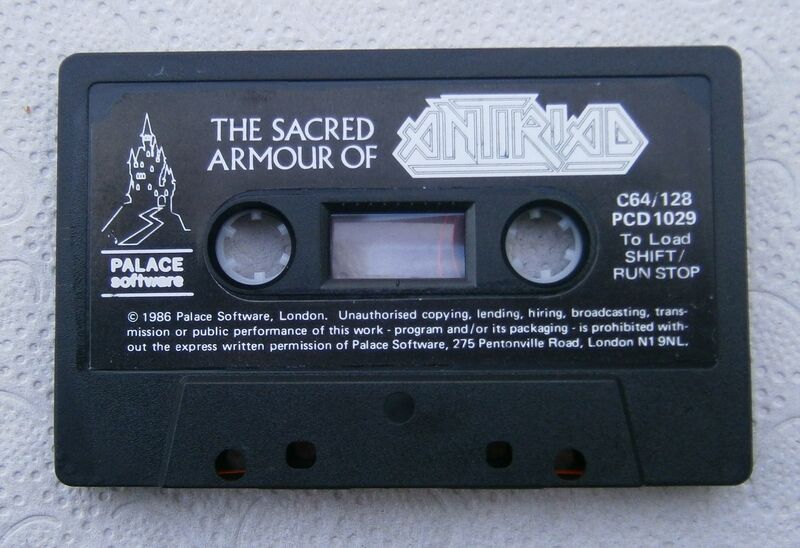 THE SACRED
ARMOUR OF
ANTIRIAD
C64/128
PCD1029
To Load
SHIFT/
RUN STOP
PALACE
software
© 1986 Palace Software, London. Unauthorised copying, lending, hiring, broadcasting, trans-
mission or public performance of this work - program and/or its packaging - is prohibited with-
out the express written permission of Palace Software, 275 Pentonville Road, London N1 9NL.